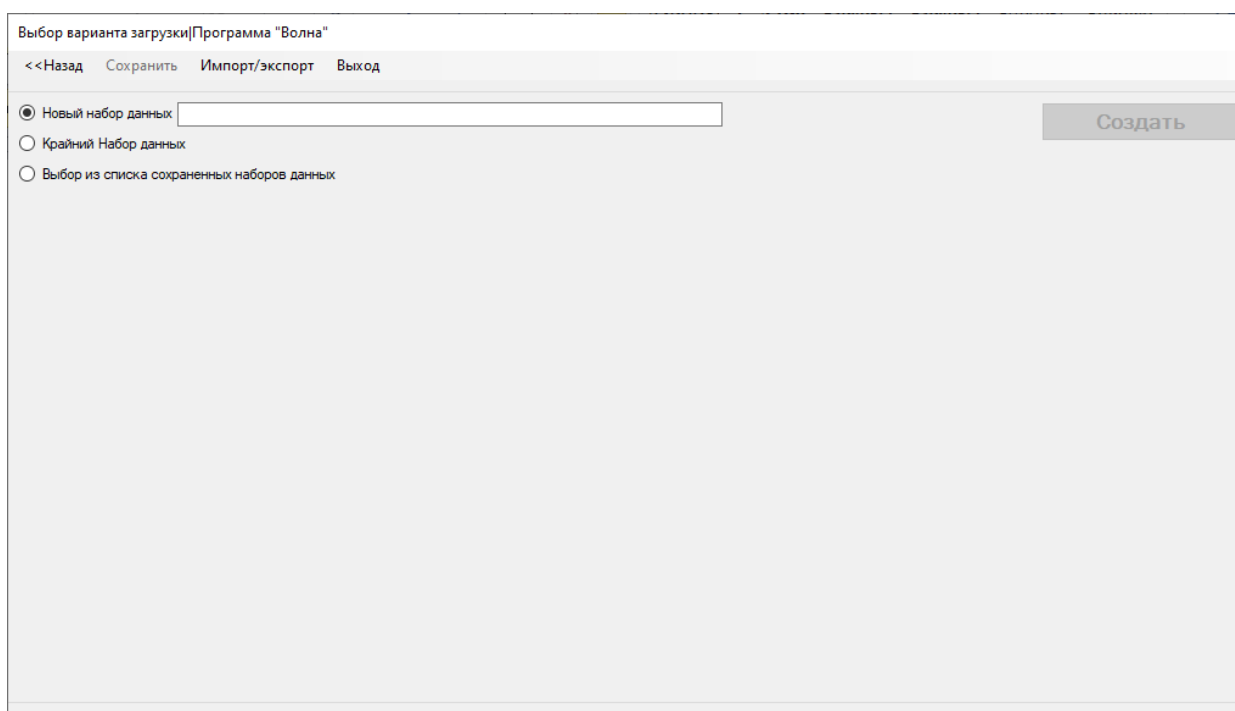 Выбор варианта загрузки|Программа "Волна"
<<Назад Сохранить Импорт/экспорт Выход
Новый набор данных
Создать
Крайний Набор данных
Выбор из списка сохраненных наборов данных